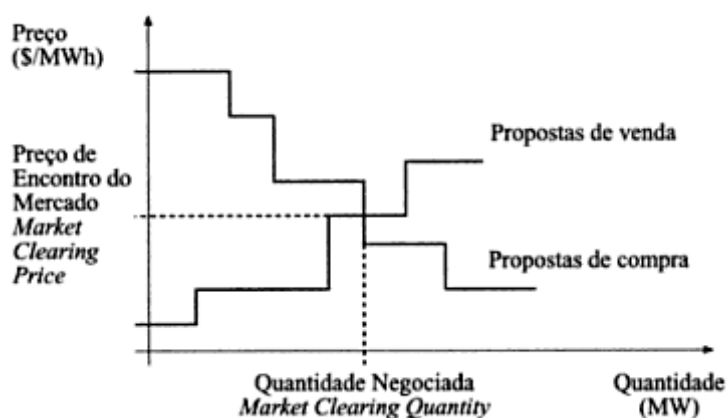 Preço
($/MWh)
Propostas de venda
Preço de
Encontro do
Mercado
Market
Clearing
Price
Propostas de compra
Quantidade Negociada
Market Clearing Quantity
Quantidade
(MW)